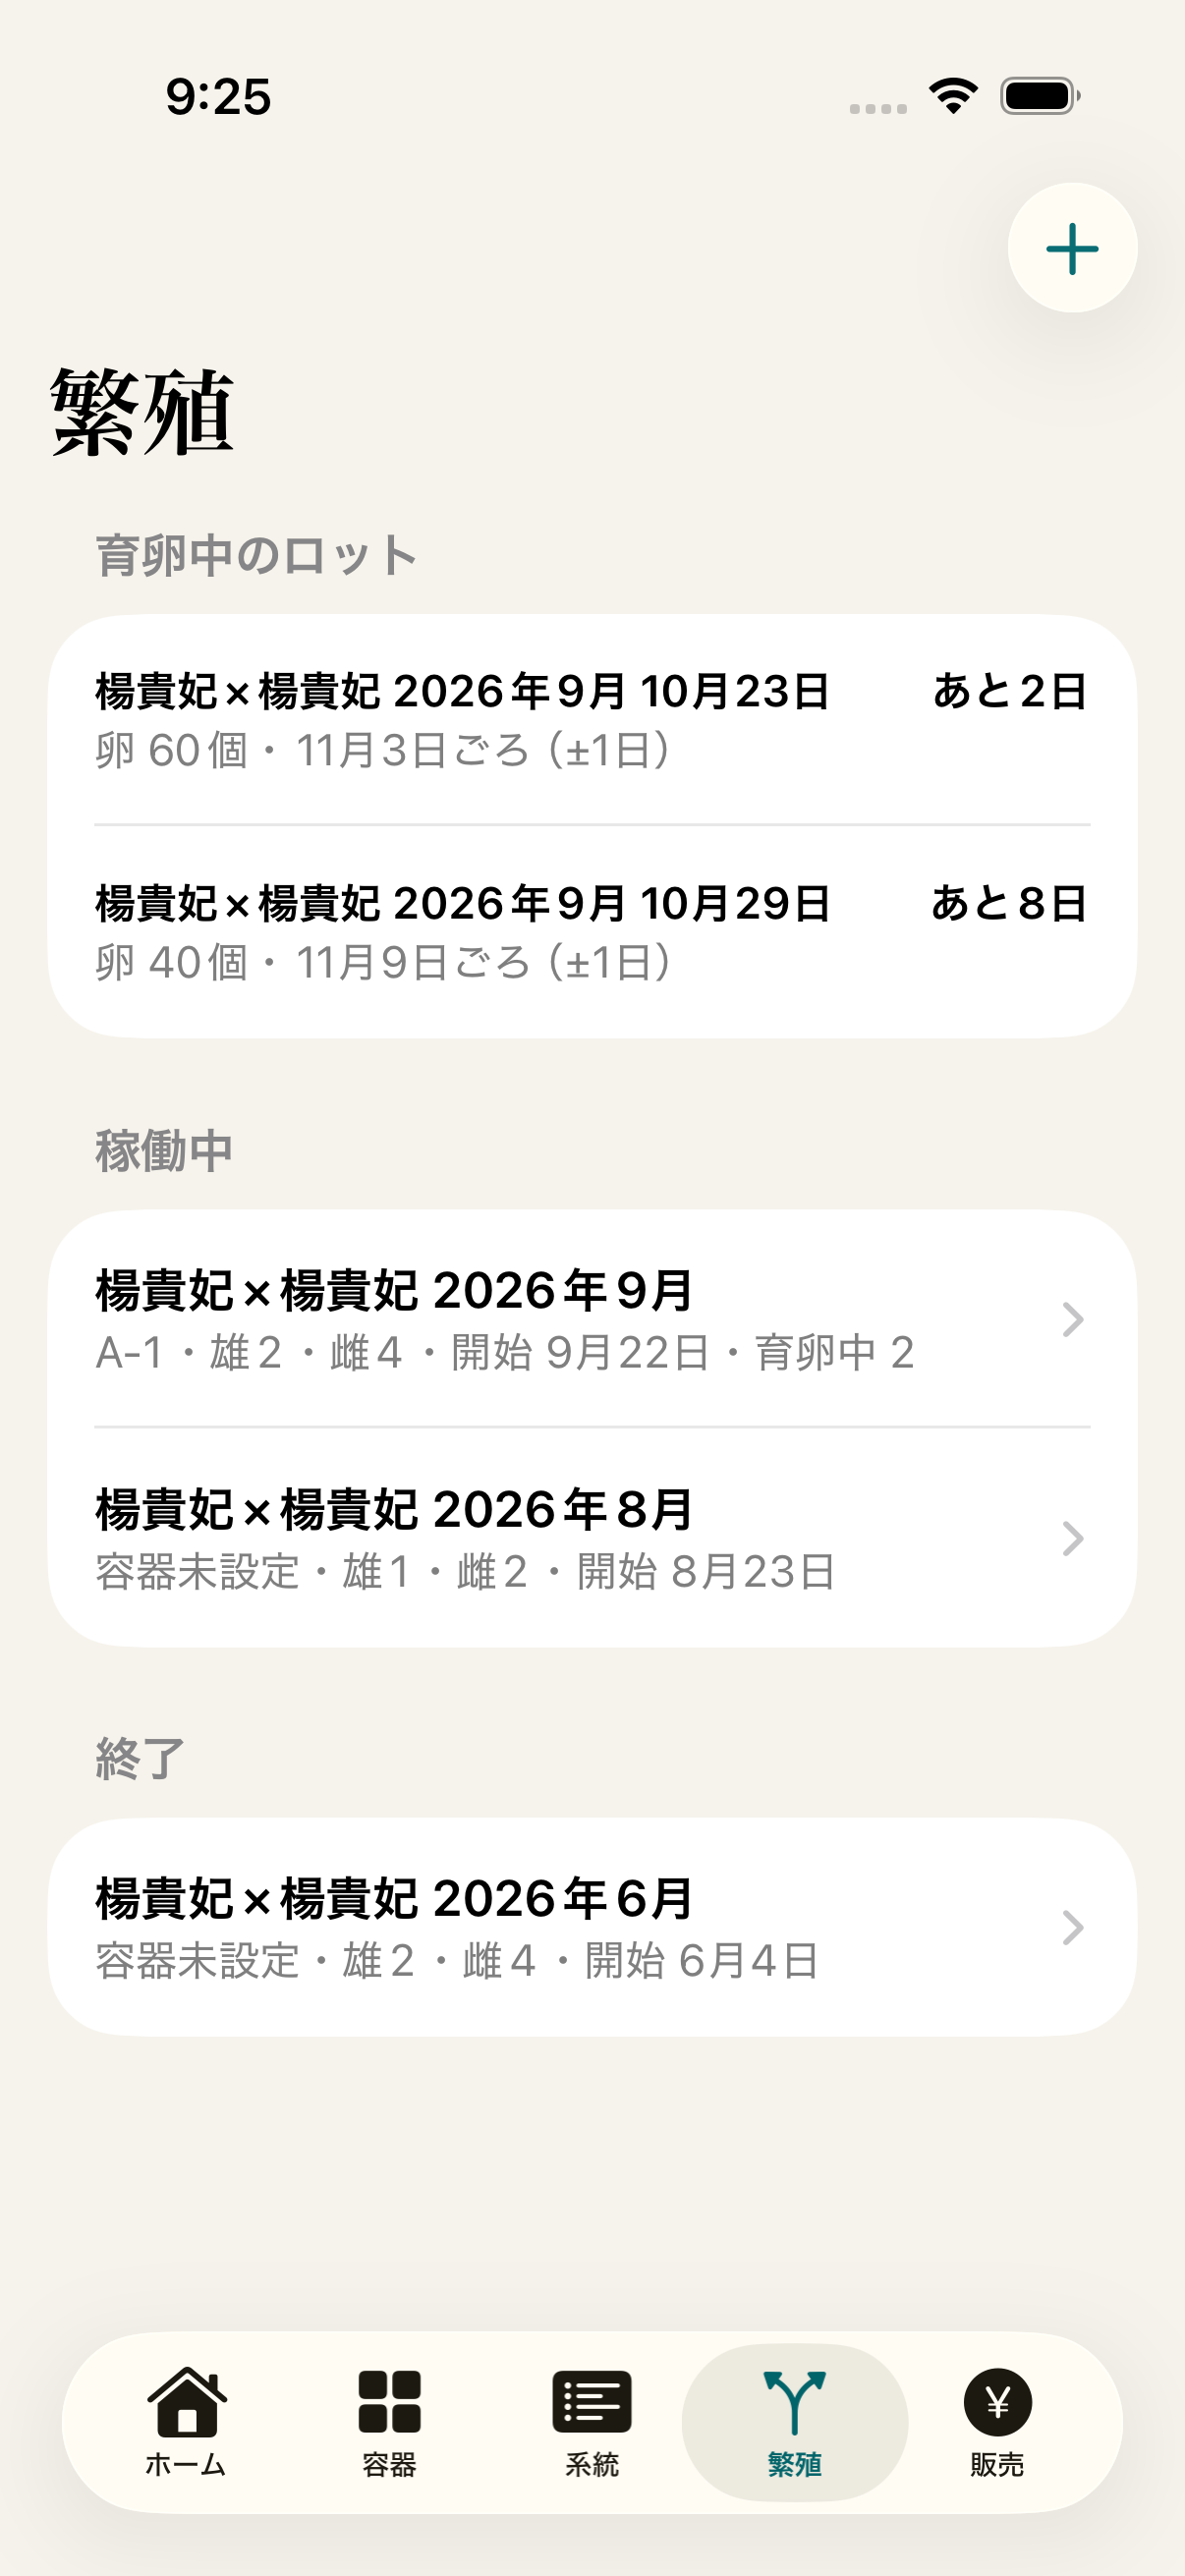 9:25
繁殖
育卵中のロット
楊貴妃×楊貴妃 2026年9月 10月23日 あと2日
卵 60個・11月3日ごろ（±1日）
楊貴妃×楊貴妃 2026年9月 10月29日 あと8日
卵 40個・11月9日ごろ（±1日）
稼働中
楊貴妃×楊貴妃 2026年9月
A-1・雄2・雌4・開始 9月22日・育卵中 2
楊貴妃×楊貴妃 2026年8月
容器未設定・雄1・雌2・開始 8月23日
終了
楊貴妃×楊貴妃 2026年6月
容器未設定・雄2・雌4・開始 6月4日
ホーム 容器 系統 繁殖 販売